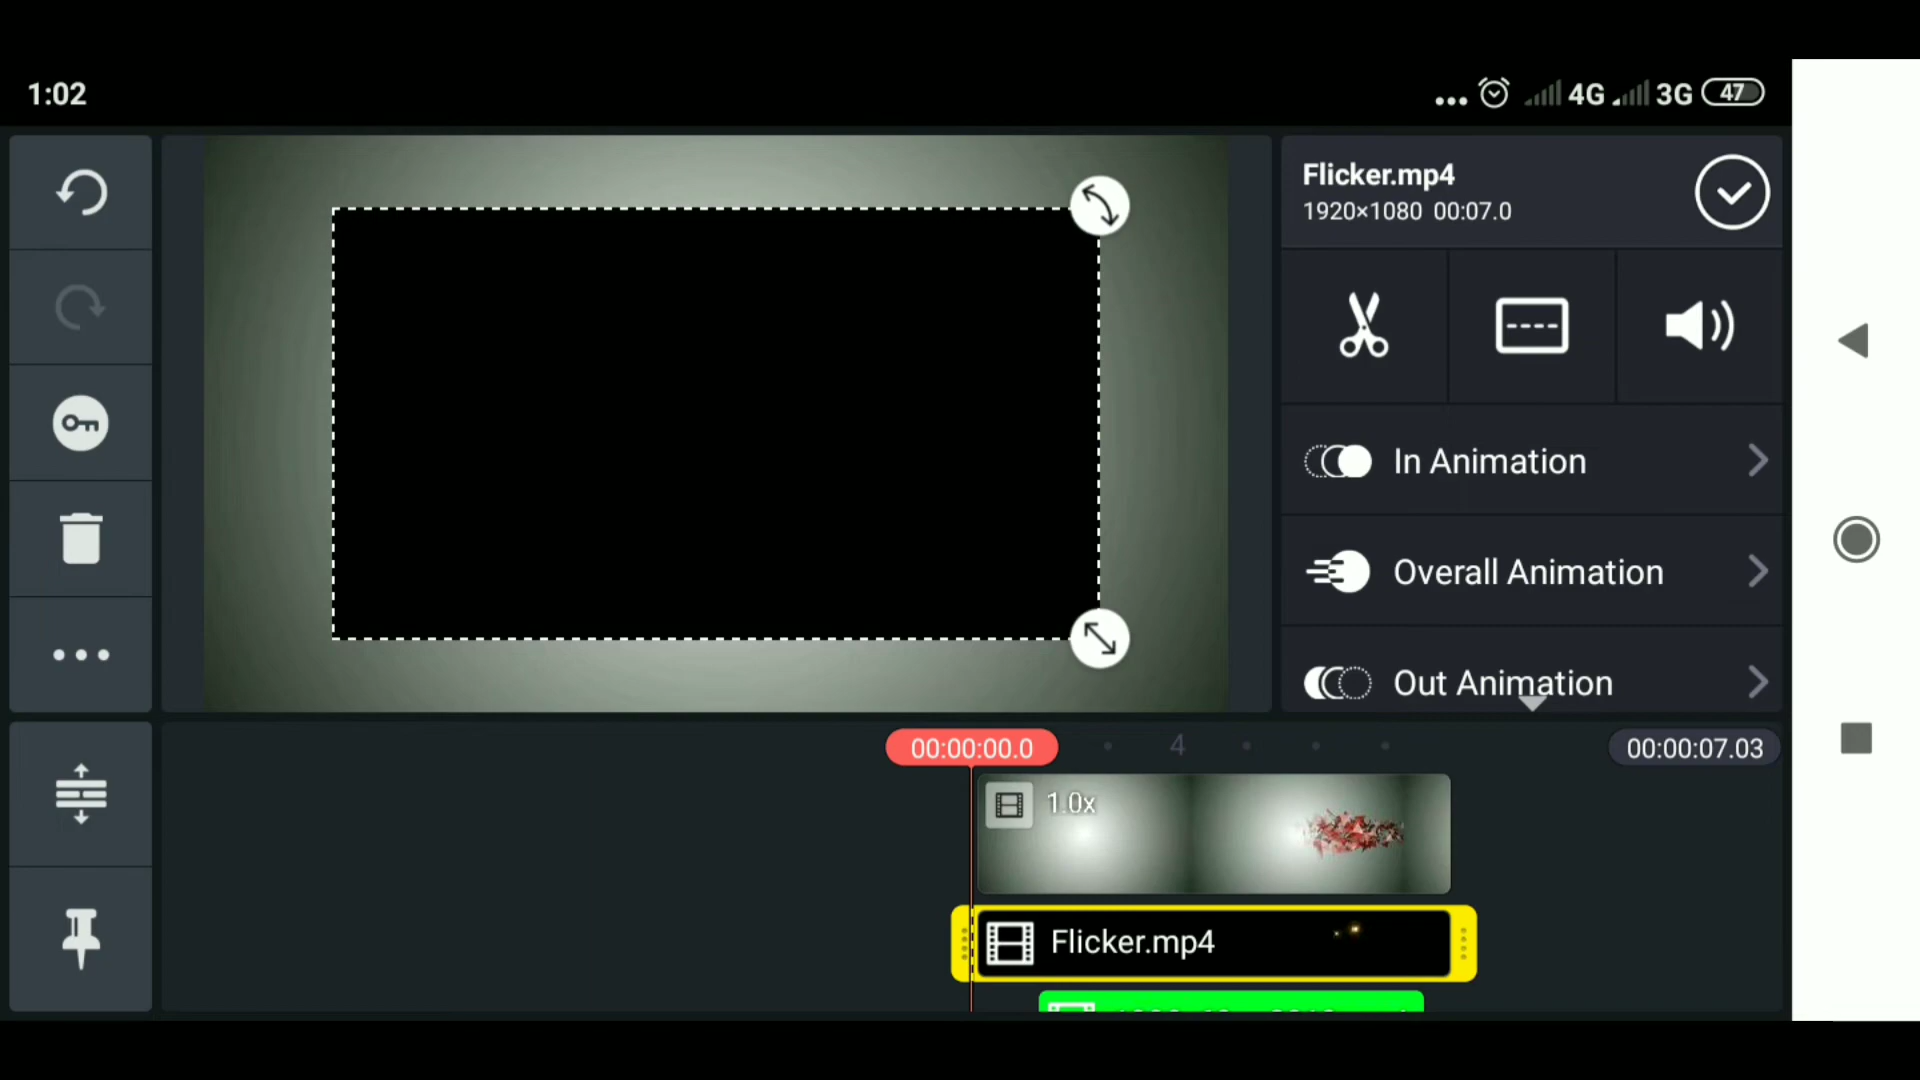 1:02
4G 3G 47
Flicker.mp4
1920×1080 00:07.0
In Animation
Overall Animation
Out Animation
00:00:00.0
4
00:00:07.03
1.0x
Flicker.mp4